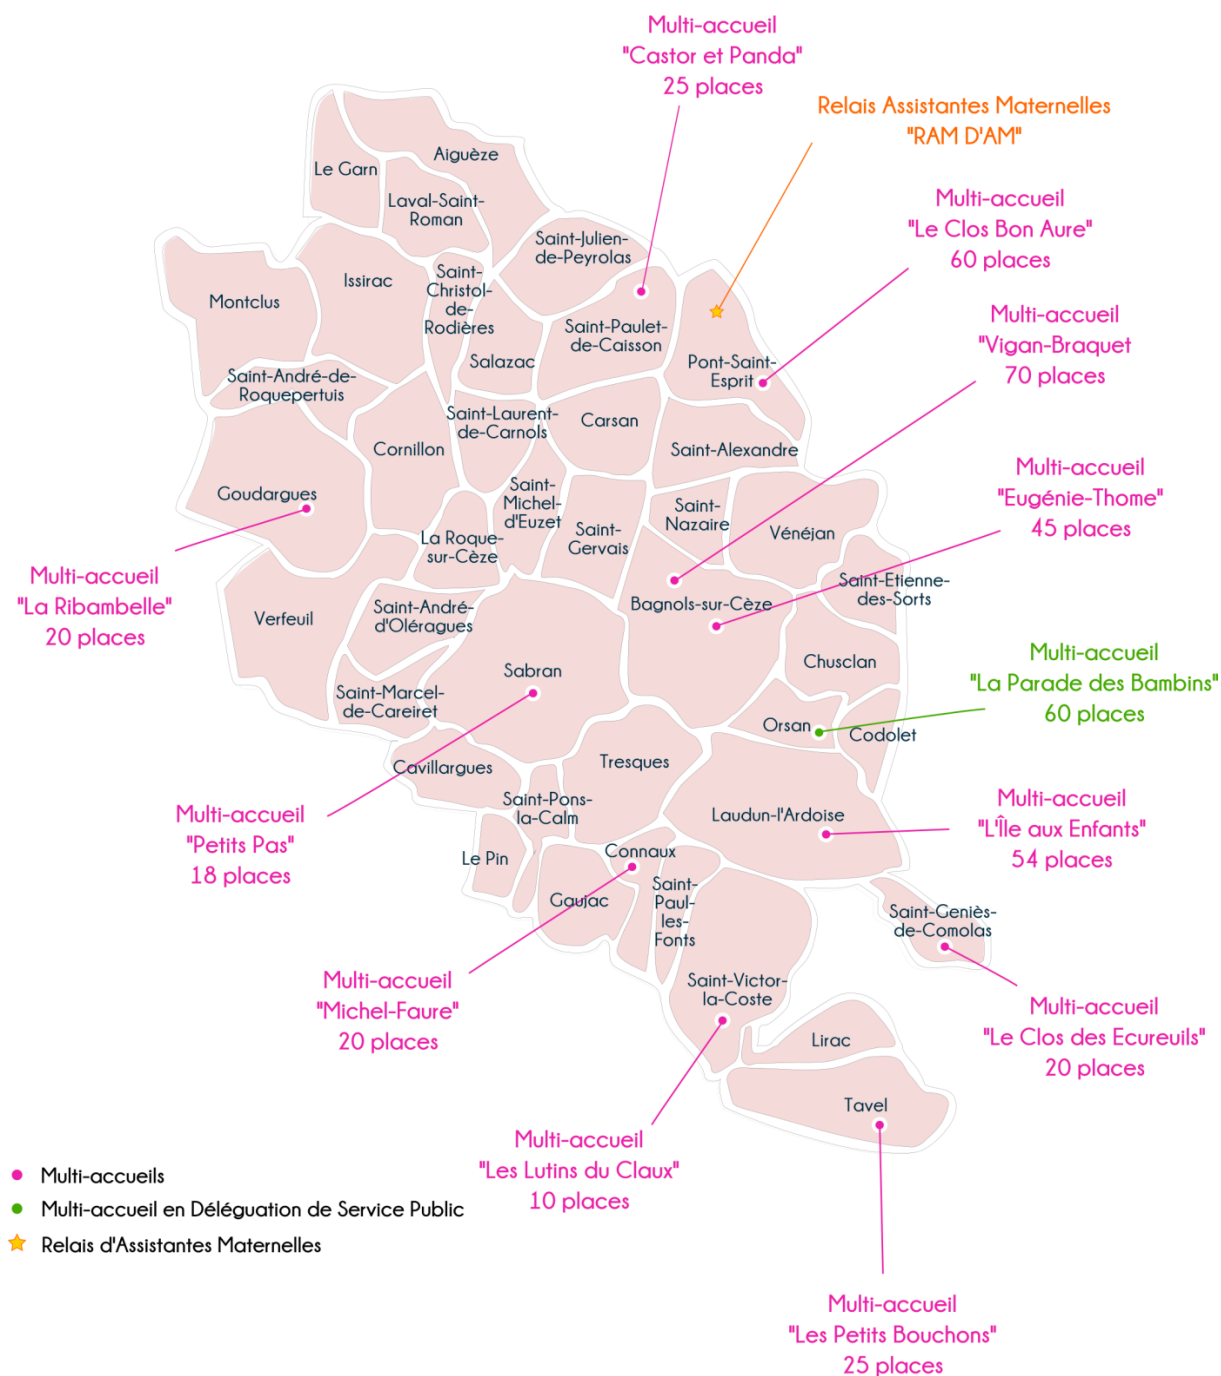 Multi-accueil
"Castor et Panda"
25 places
Relais Assistantes Maternelles
"RAM D'AM"
Multi-accueil
"Le Clos Bon Aure"
60 places
Multi-accueil
"Vigan-Braquet
70 places
Multi-accueil
"Eugénie-Thome"
45 places
Multi-accueil
"La Parade des Bambins"
60 places
Multi-accueil
"L'Île aux Enfants"
54 places
Multi-accueil
"Le Clos des Ecureuils"
20 places
Multi-accueil
"Les Petits Bouchons"
25 places
Multi-accueil
"Les Lutins du Claux"
10 places
Multi-accueil
"Michel-Faure"
20 places
Multi-accueil
"Petits Pas"
18 places
Multi-accueil
"La Ribambelle"
20 places
Le Garn
Aiguèze
Laval-Saint-
Roman
Saint-Julien-
de-Peyrolas
Montclus
Issirac
Saint-
Christol-
de-
Rodières
Salazac
Saint-Paulet-
de-Caisson
Pont-Saint-
Esprit
Saint-André-de-
Roquepertuis
Cornillon
Saint-Laurent-
de-Carnols
Carsan
Saint-Alexandre
Goudargues
La Roque-
sur-Cèze
Saint-
Michel-
d'Euzet
Saint-
Gervais
Saint-
Nazaire
Vénéjan
Saint-Etienne-
des-Sorts
Verfeuil
Saint-André-
d'Oléragues
Bagnols-sur-Cèze
Chusclan
Sabran
Saint-Marcel-
de-Careiret
Orsan
Codolet
Cavillargues
Tresques
Saint-Pons-
la-Calm
Laudun-l'Ardoise
Le Pin
Connaux
Gaujac
Saint-
Paul-
les-
Fonts
Saint-Geniès-
de-Comolas
Saint-Victor-
la-Coste
Lirac
Tavel
Multi-accueils
Multi-accueil en Déléguation de Service Public
Relais d'Assistantes Maternelles